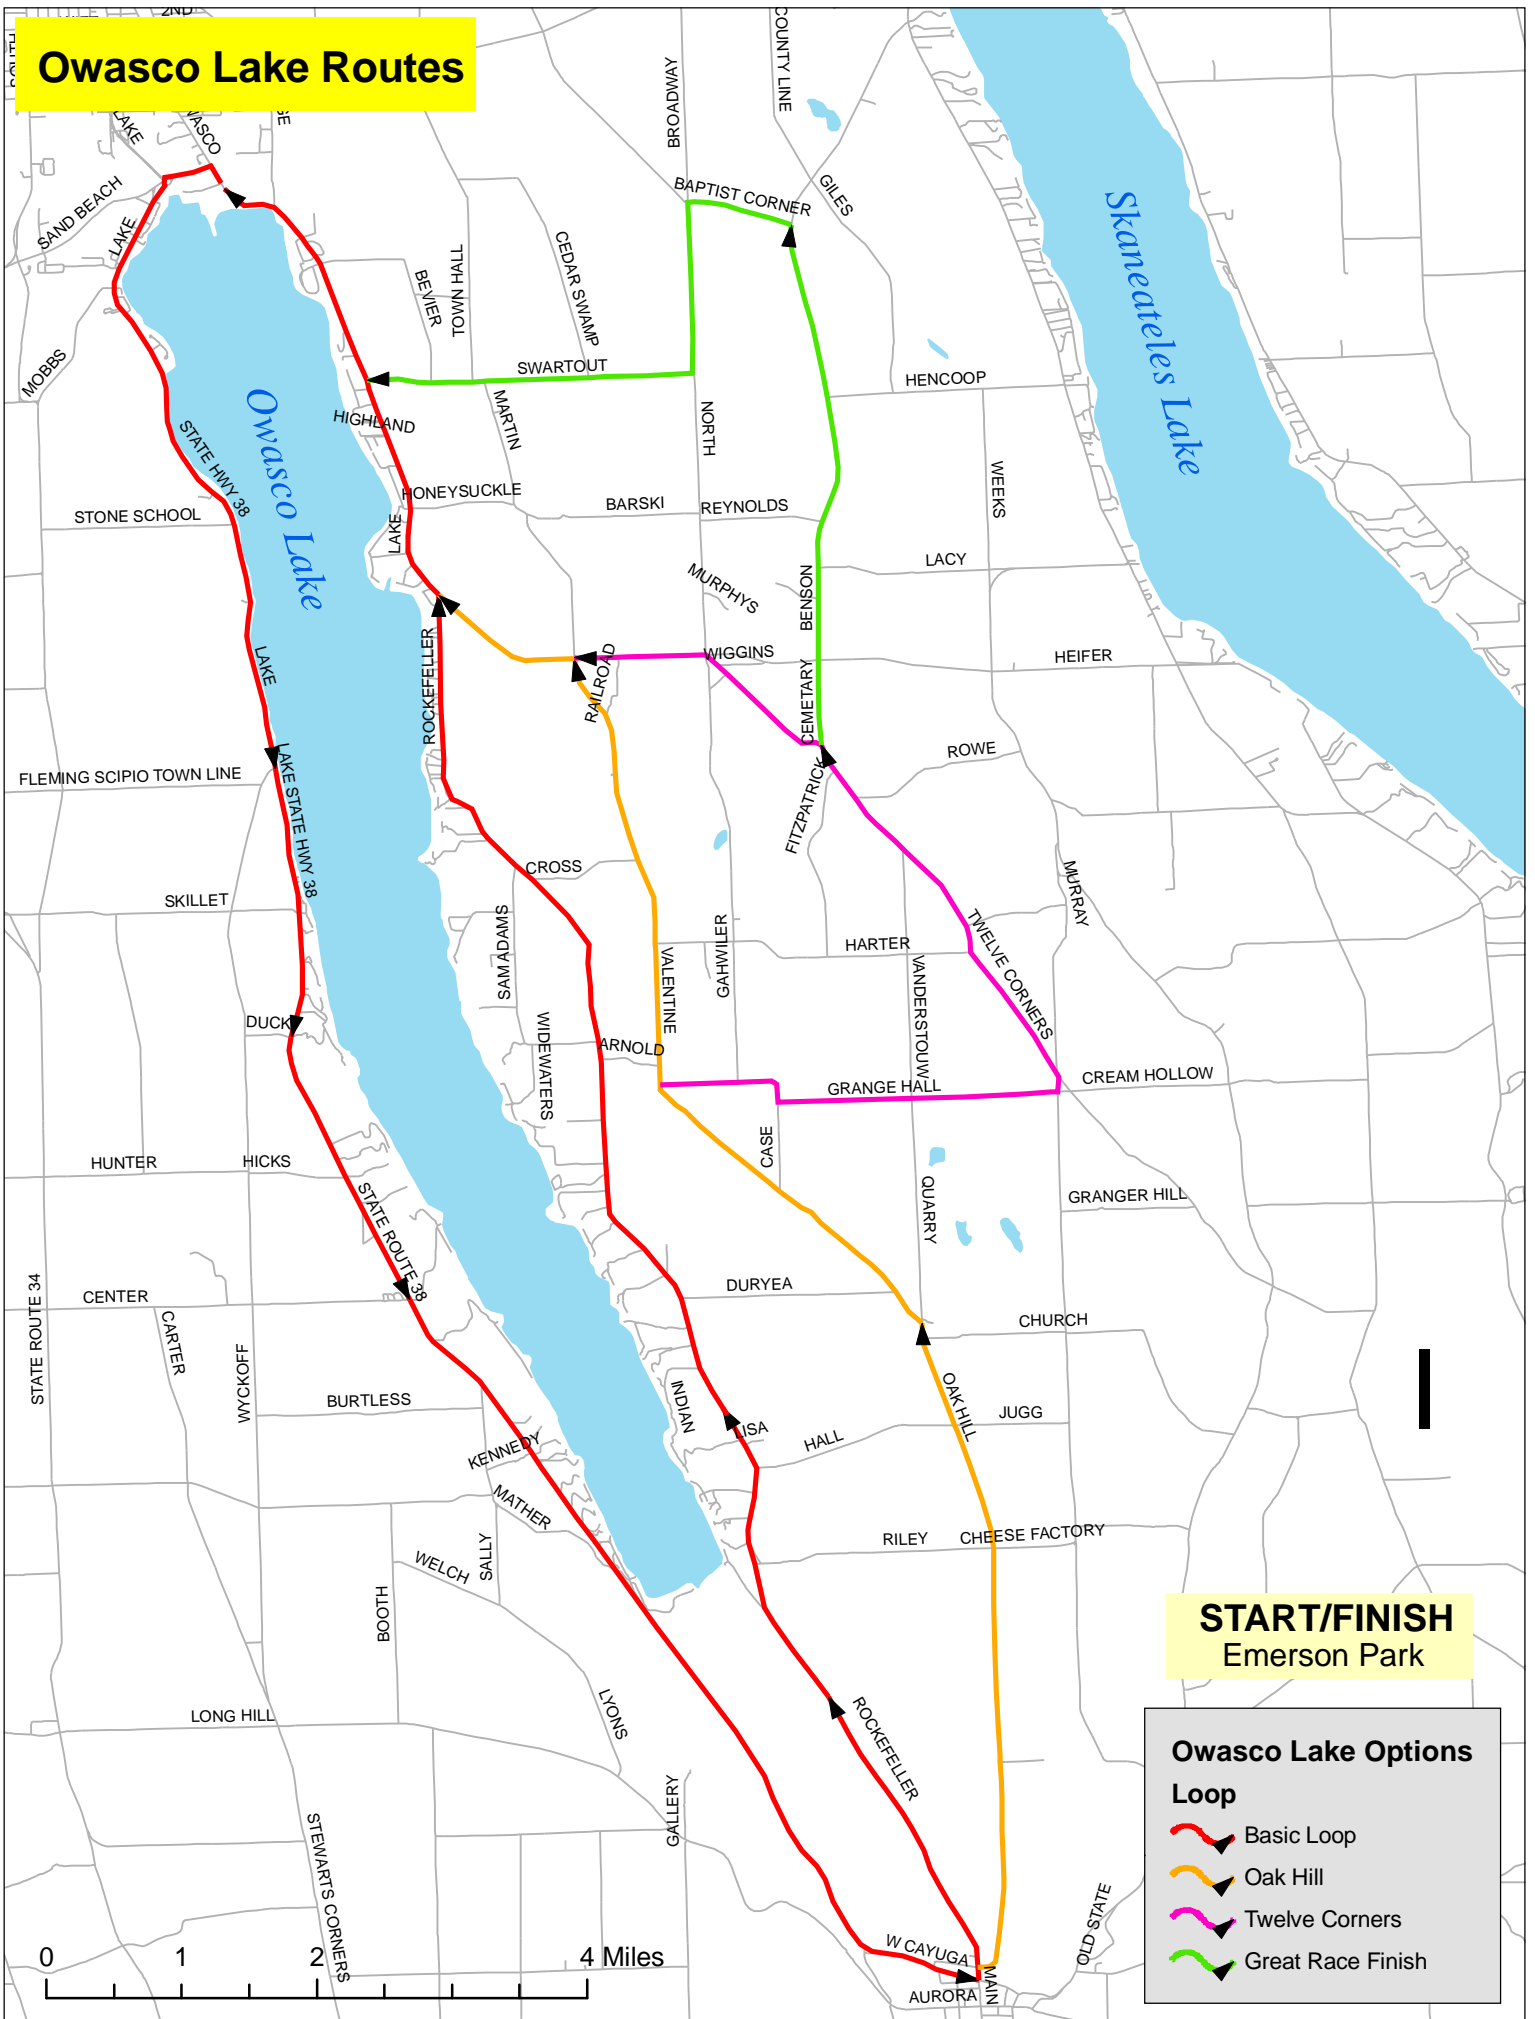 2ND
SOUTH
Owasco Lake Routes
LAKE
BROADWAY
COUNTY LINE
SAND BEACH
LAKE
BAPTIST CORNER
GILES
Skaneateles Lake
MOBBS
BEVIER
TOWN HALL
CEDAR SWAMP
SWARTOUT
HENCOOP
Owasco Lake
HIGHLAND
MARTIN
NORTH
STATE HWY 38
STONE SCHOOL
HONEYSUCKLE
BARSKI
REYNOLDS
WEEKS
LAKE
LACY
MURPHYS
BENSON
LAKE
ROCKEFELLER
RAILROAD
WIGGINS
CEMETARY
HEIFER
FLEMING SCIPIO TOWN LINE
LAKE STATE HWY 38
ROWE
FITZPATRICK
CROSS
SKILLET
MURRAY
SAM ADAMS
VALENTINE
GAHWILER
HARTER
VANDERSTOUW
TWELVE CORNERS
DUCK
WIDEWATERS
ARNOLD
GRANGE HALL
CREAM HOLLOW
HUNTER
HICKS
CASE
QUARRY
GRANGER HILL
STATE ROUTE 38
STATE ROUTE 34
CENTER
CARTER
WYCKOFF
DURYEA
CHURCH
BURTLESS
INDIAN
OAK HILL
JUGG
LISA
HALL
KENNEDY
MATHER
RILEY
CHEESE FACTORY
WELCH
SALLY
BOOTH
START/FINISH
Emerson Park
LONG HILL
LYONS
ROCKEFELLER
GALLERY
STEWARTS CORNERS
Owasco Lake Options
Loop
Basic Loop
Oak Hill
Twelve Corners
Great Race Finish
W CAYUGA
MAIN
OLD STATE
AURORA
0 1 2 4 Miles